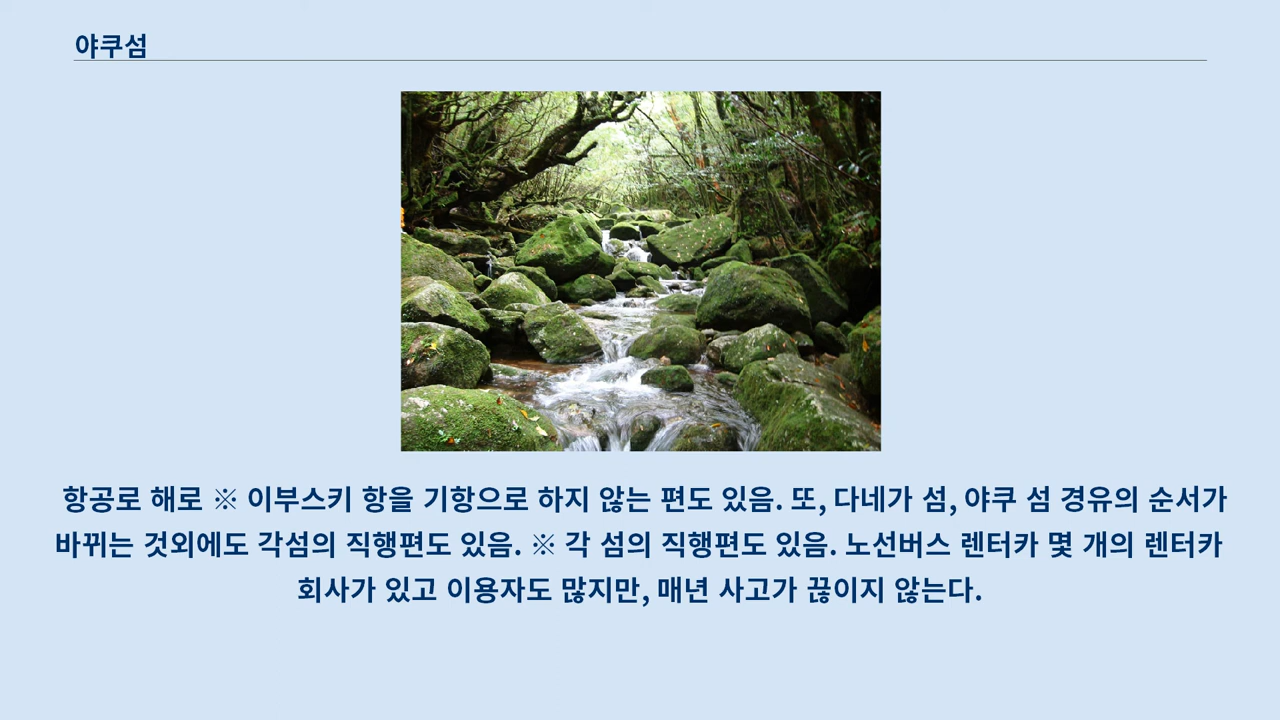 야쿠섬
항공로 해로 ※ 이부스키 항을 기항으로 하지 않는 편도 있음. 또, 다네가 섬, 야쿠 섬 경유의 순서가
바뀌는 것외에도 각섬의 직행편도 있음. ※ 각 섬의 직행편도 있음. 노선버스 렌터카 몇 개의 렌터카
회사가 있고 이용자도 많지만, 매년 사고가 끊이지 않는다.